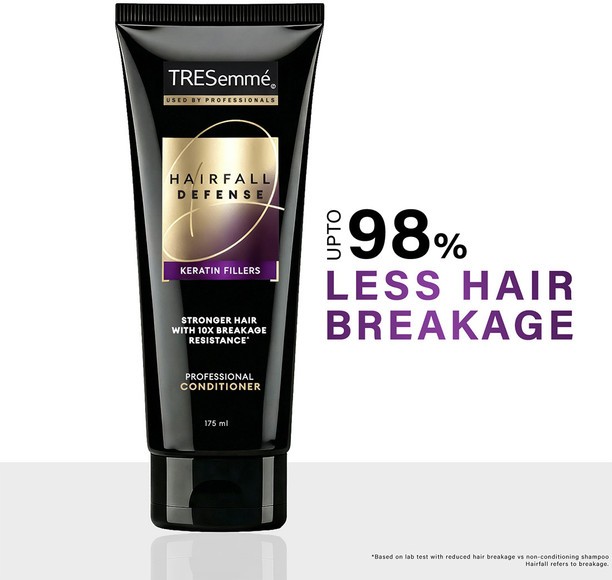 TRESemmé
USED BY PROFESSIONALS
HAIRFALL
DEFENSE
KERATIN FILLERS
STRONGER HAIR
WITH 10X BREAKAGE
RESISTANCE*
PROFESSIONAL
CONDITIONER
175 ml
UPTO 98%
LESS HAIR
BREAKAGE
*Based on lab test with reduced hair breakage vs non-conditioning shampoo
Hairfall refers to breakage.